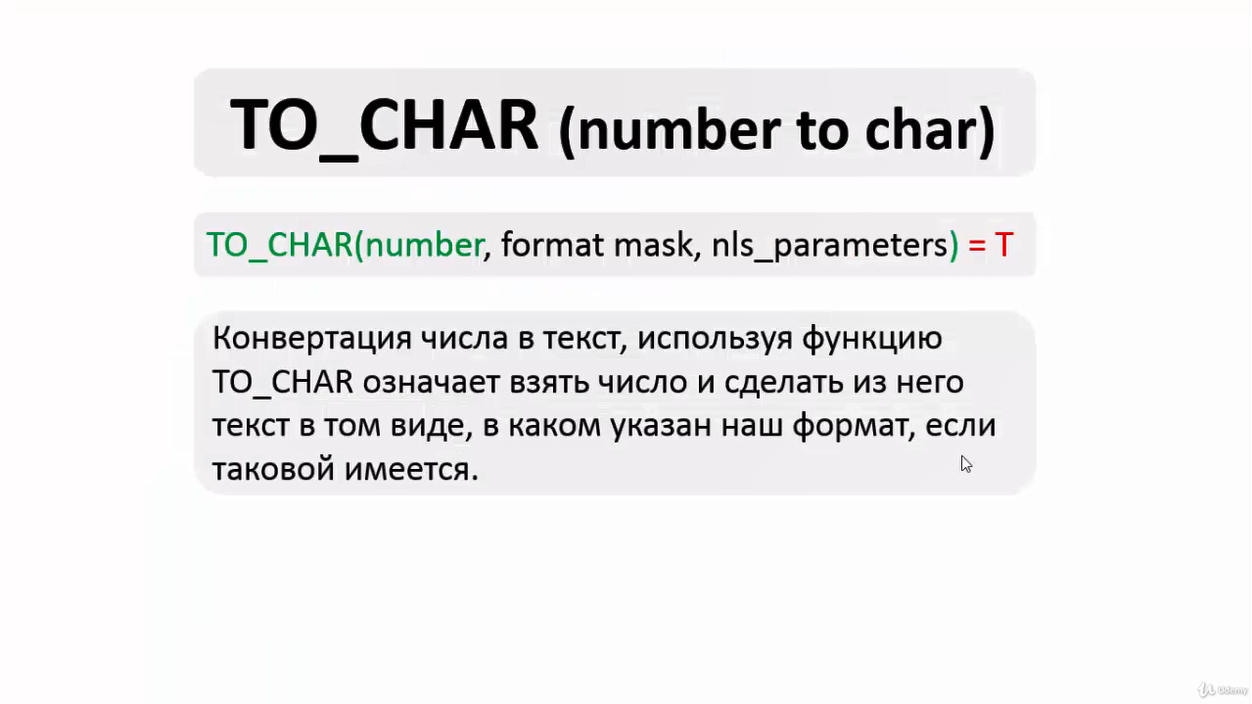 TO_CHAR (number to char)
TO_CHAR(number, format mask, nls_parameters) = T
Конвертация числа в текст, используя функцию
TO_CHAR означает взять число и сделать из него
текст в том виде, в каком указан наш формат, если
таковой имеется.
Udemy